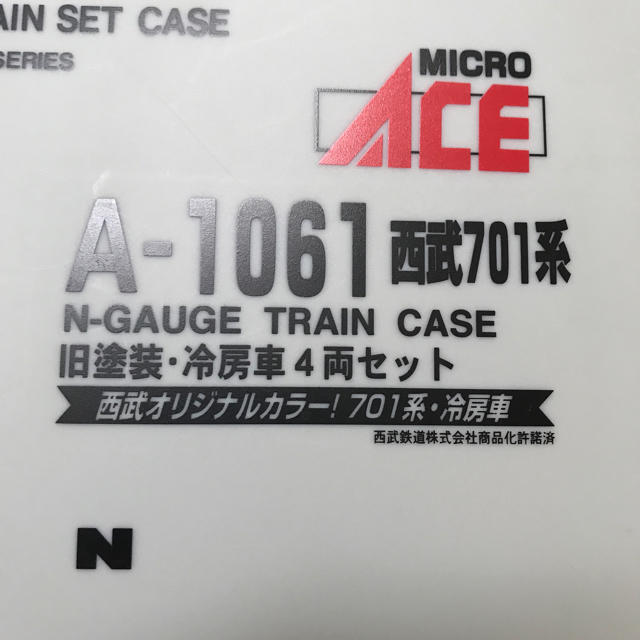 AIN SET CASE
SERIES
MICRO
ACE
A-1061 西武701系
N-GAUGE TRAIN CASE
旧塗装・冷房車4両セット
西武オリジナルカラー! 701系・冷房車
西武鉄道株式会社商品化許諾済
N